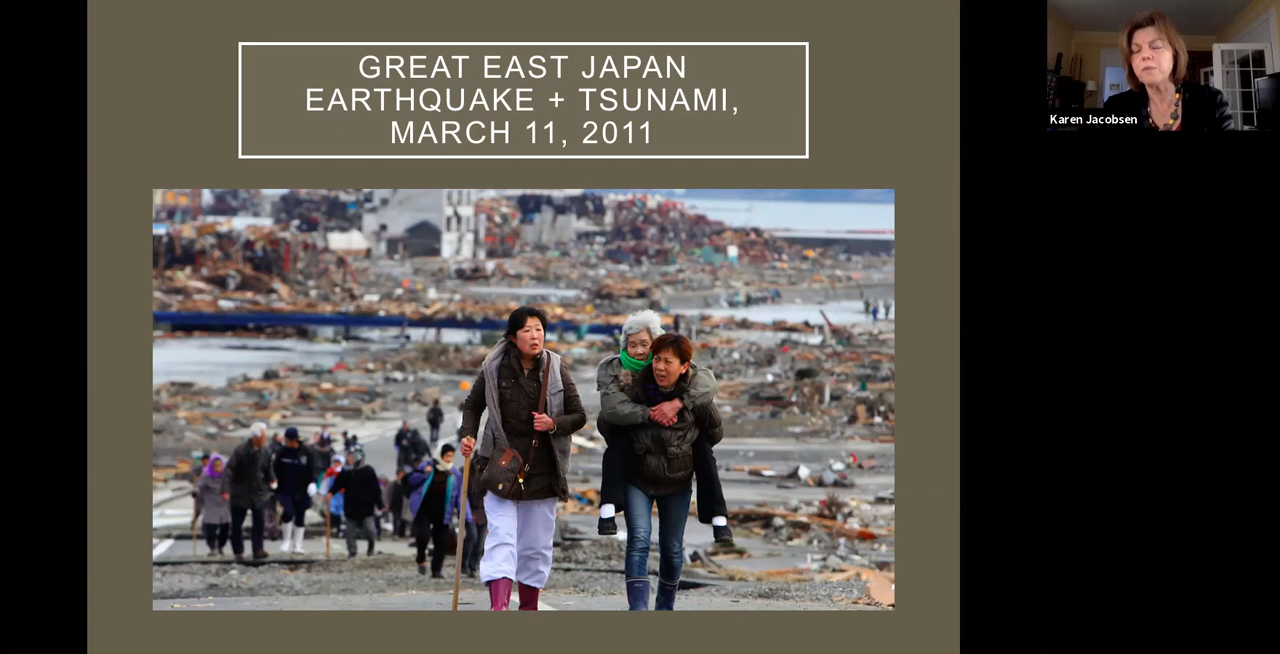 GREAT EAST JAPAN
EARTHQUAKE + TSUNAMI,
MARCH 11, 2011
Karen Jacobsen